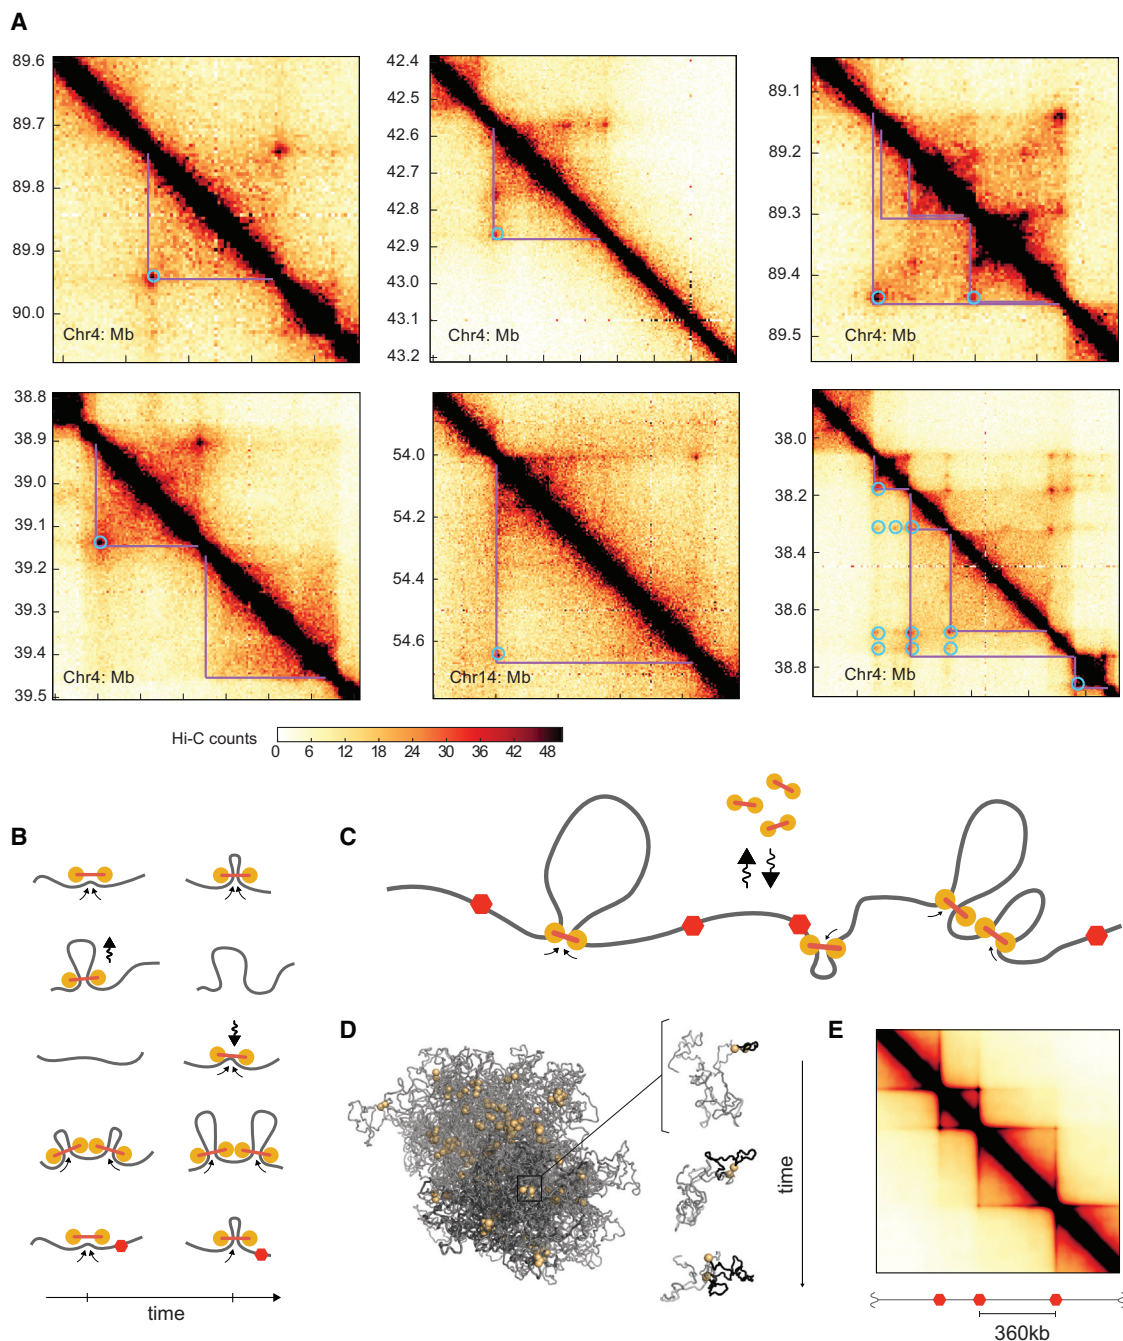 A
89.6
89.7
89.8
89.9
90.0
Chr4: Mb
42.4
42.5
42.6
42.7
42.8
42.9
43.0
43.1
43.2
Chr4: Mb
89.1
89.2
89.3
89.4
89.5
Chr4: Mb
38.8
38.9
39.0
39.1
39.2
39.3
39.4
39.5
Chr4: Mb
54.0
54.2
54.4
54.6
Chr14: Mb
38.0
38.2
38.4
38.6
38.8
Chr4: Mb
Hi-C counts
0 6 12 18 24 30 36 42 48
B
time
C
D
time
E
360kb